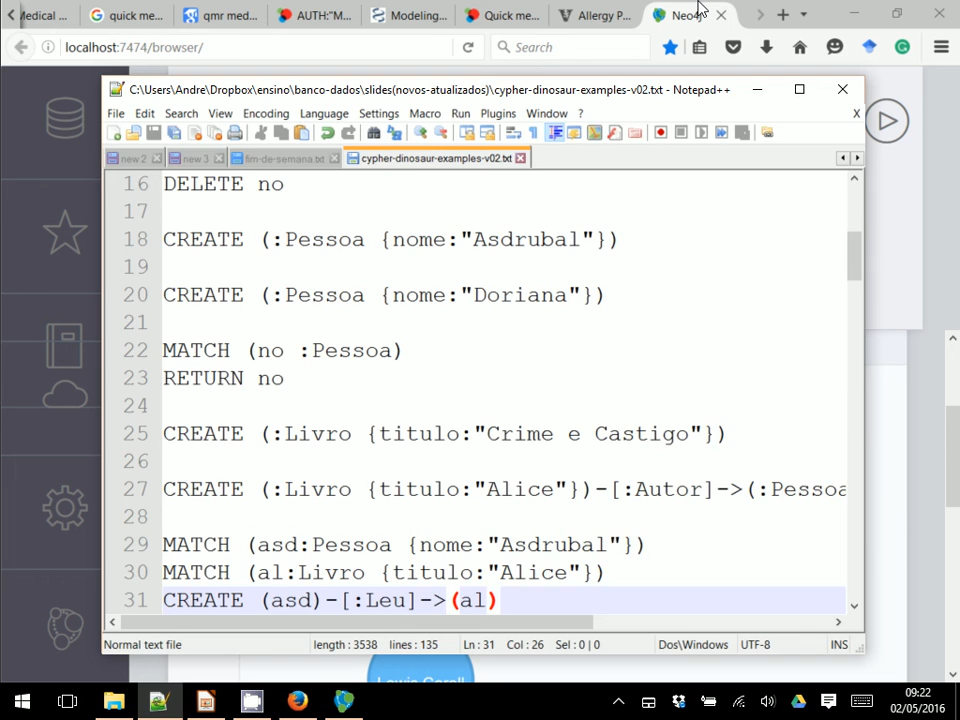 Medical ...
quick me...
qmr med...
AUTH:"M...
Modeling...
Quick me...
Allergy P...
Neo4j
localhost:7474/browser/
Search
C:\Users\Andre\Dropbox\ensino\banco-dados\slides(novos-atualizados)\cypher-dinosaur-examples-v02.txt - Notepad++
File Edit Search View Encoding Language Settings Macro Run Plugins Window ? X
new 2 new 3 fim-de-semana.txt cypher-dinosaur-examples-v02.txt
16 DELETE no
17
18 CREATE (:Pessoa {nome:"Asdrubal"})
19
20 CREATE (:Pessoa {nome:"Doriana"})
21
22 MATCH (no :Pessoa)
23 RETURN no
24
25 CREATE (:Livro {titulo:"Crime e Castigo"})
26
27 CREATE (:Livro {titulo:"Alice"})-[:Autor]->(:Pessoa
28
29 MATCH (asd:Pessoa {nome:"Asdrubal"})
30 MATCH (al:Livro {titulo:"Alice"})
31 CREATE (asd)-[:Leu]->(al)
Normal text file length : 3538 lines : 135 Ln : 31 Col : 26 Sel : 0 | 0 Dos\Windows UTF-8 INS
Lewis Caroll
09:22
02/05/2016